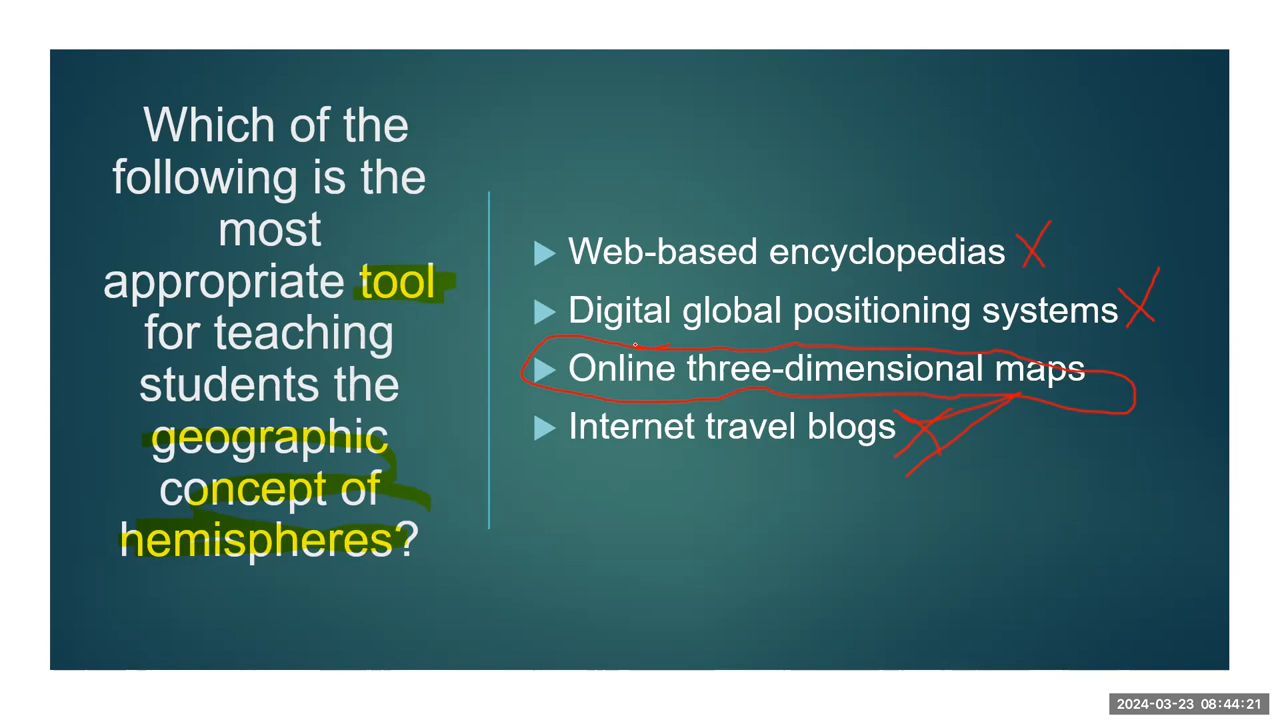 Which of the
following is the
most
appropriate tool
for teaching
students the
geographic
concept of
hemispheres?
Web-based encyclopedias
Digital global positioning systems
Online three-dimensional maps
Internet travel blogs
2024-03-23 08:44:21